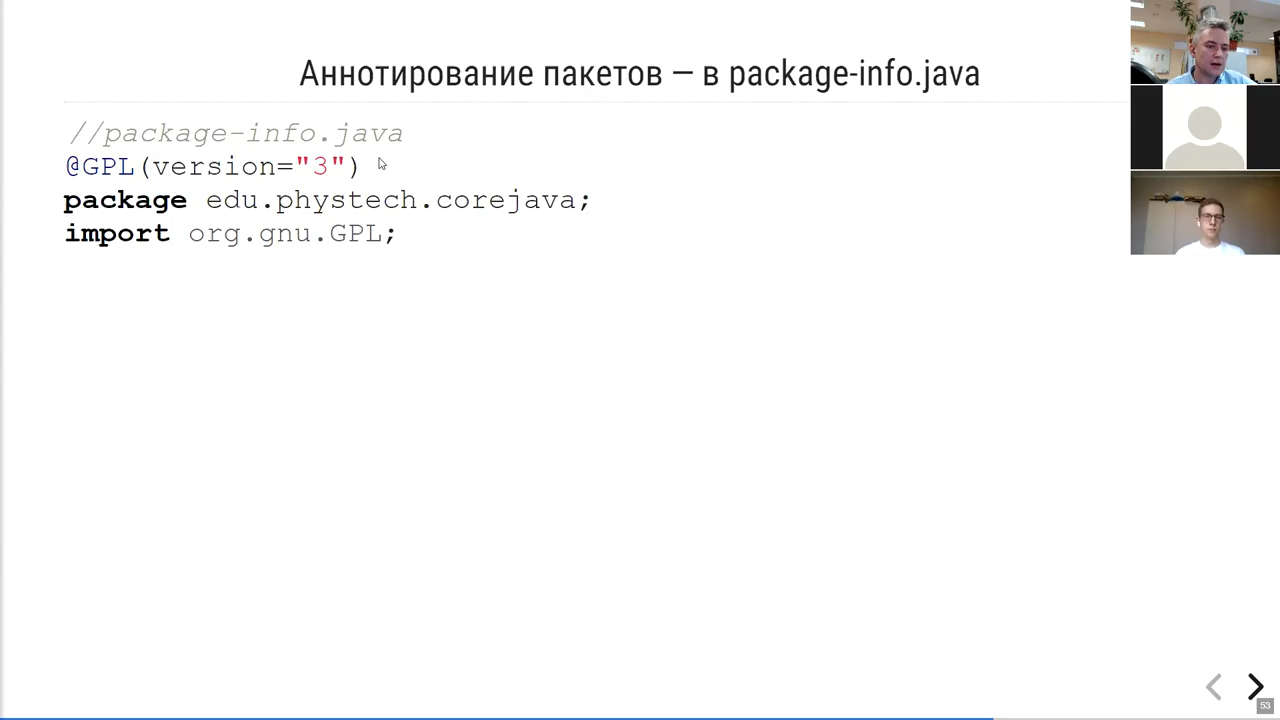 Аннотирование пакетов — в package-info.java
//package-info.java
@GPL(version="3")
package edu.phystech.corejava;
import org.gnu.GPL;
53